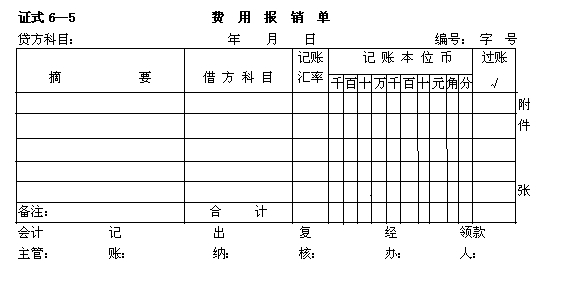 证式6—5 费 用 报 销 单
贷方科目: 年 月 日 编号: 字 号
摘 要 借 方 科 目 记账汇率 记 账 本 位 币 过账
千百十万千百十元角分 √
附
件
张
备注: 合 计
会计 记 出 复 经 领款
主管: 账: 纳: 核: 办: 人: